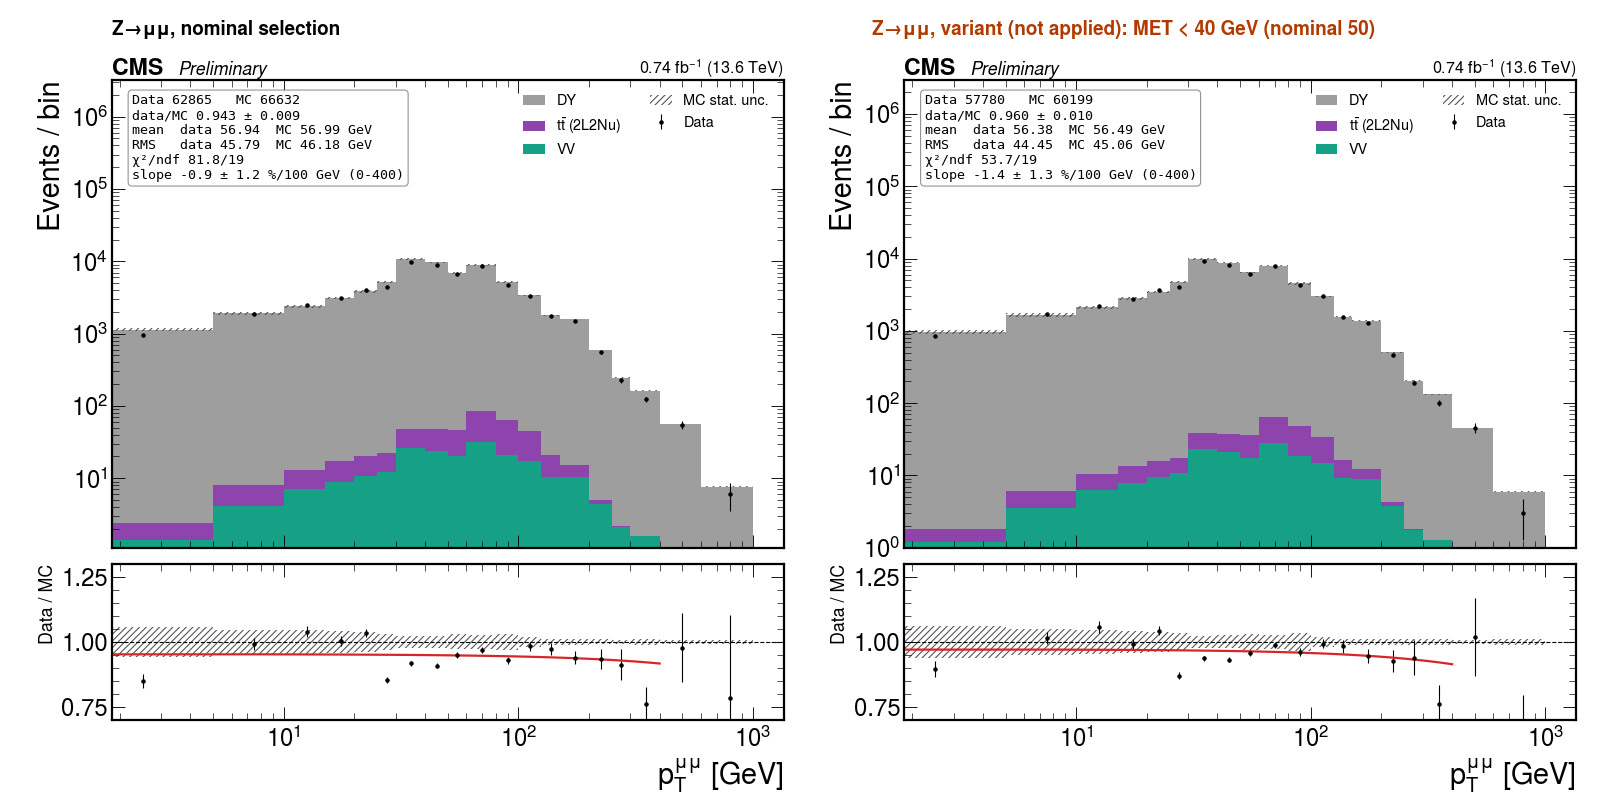 Z→μμ, nominal selection
CMS Preliminary
0.74 fb⁻¹ (13.6 TeV)
Events / bin
10⁶
10⁵
10⁴
10³
10²
10¹
Data 62865 MC 66632
data/MC 0.943 ± 0.009
mean data 56.94 MC 56.99 GeV
RMS data 45.79 MC 46.18 GeV
χ²/ndf 81.8/19
slope -0.9 ± 1.2 %/100 GeV (0-400)
DY
tt̄ (2L2Nu)
VV
MC stat. unc.
Data
Data / MC
1.25
1.00
0.75
10¹
10²
10³
p_T^μμ [GeV]
Z→μμ, variant (not applied): MET < 40 GeV (nominal 50)
CMS Preliminary
0.74 fb⁻¹ (13.6 TeV)
Events / bin
10⁶
10⁵
10⁴
10³
10²
10¹
10⁰
Data 57780 MC 60199
data/MC 0.960 ± 0.010
mean data 56.38 MC 56.49 GeV
RMS data 44.45 MC 45.06 GeV
χ²/ndf 53.7/19
slope -1.4 ± 1.3 %/100 GeV (0-400)
DY
tt̄ (2L2Nu)
VV
MC stat. unc.
Data
Data / MC
1.25
1.00
0.75
10¹
10²
10³
p_T^μμ [GeV]